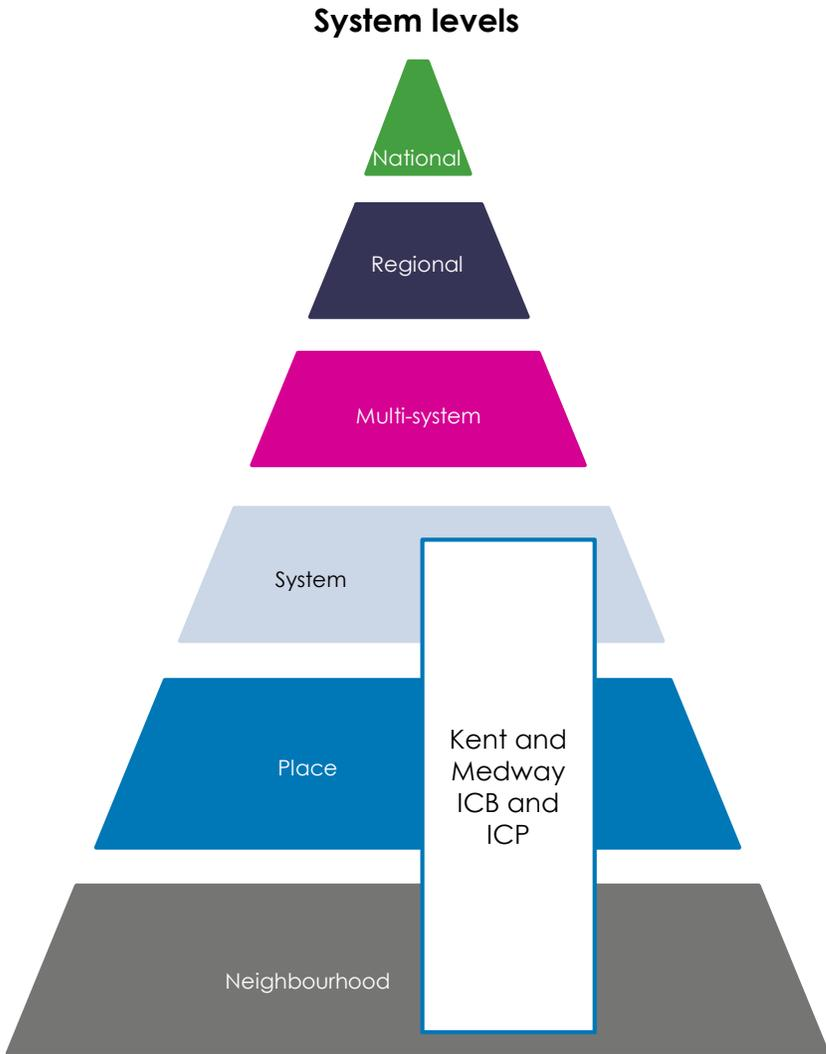 System levels
National
Regional
Multi-system
System
Place
Kent and
Medway
ICB and
ICP
Neighbourhood